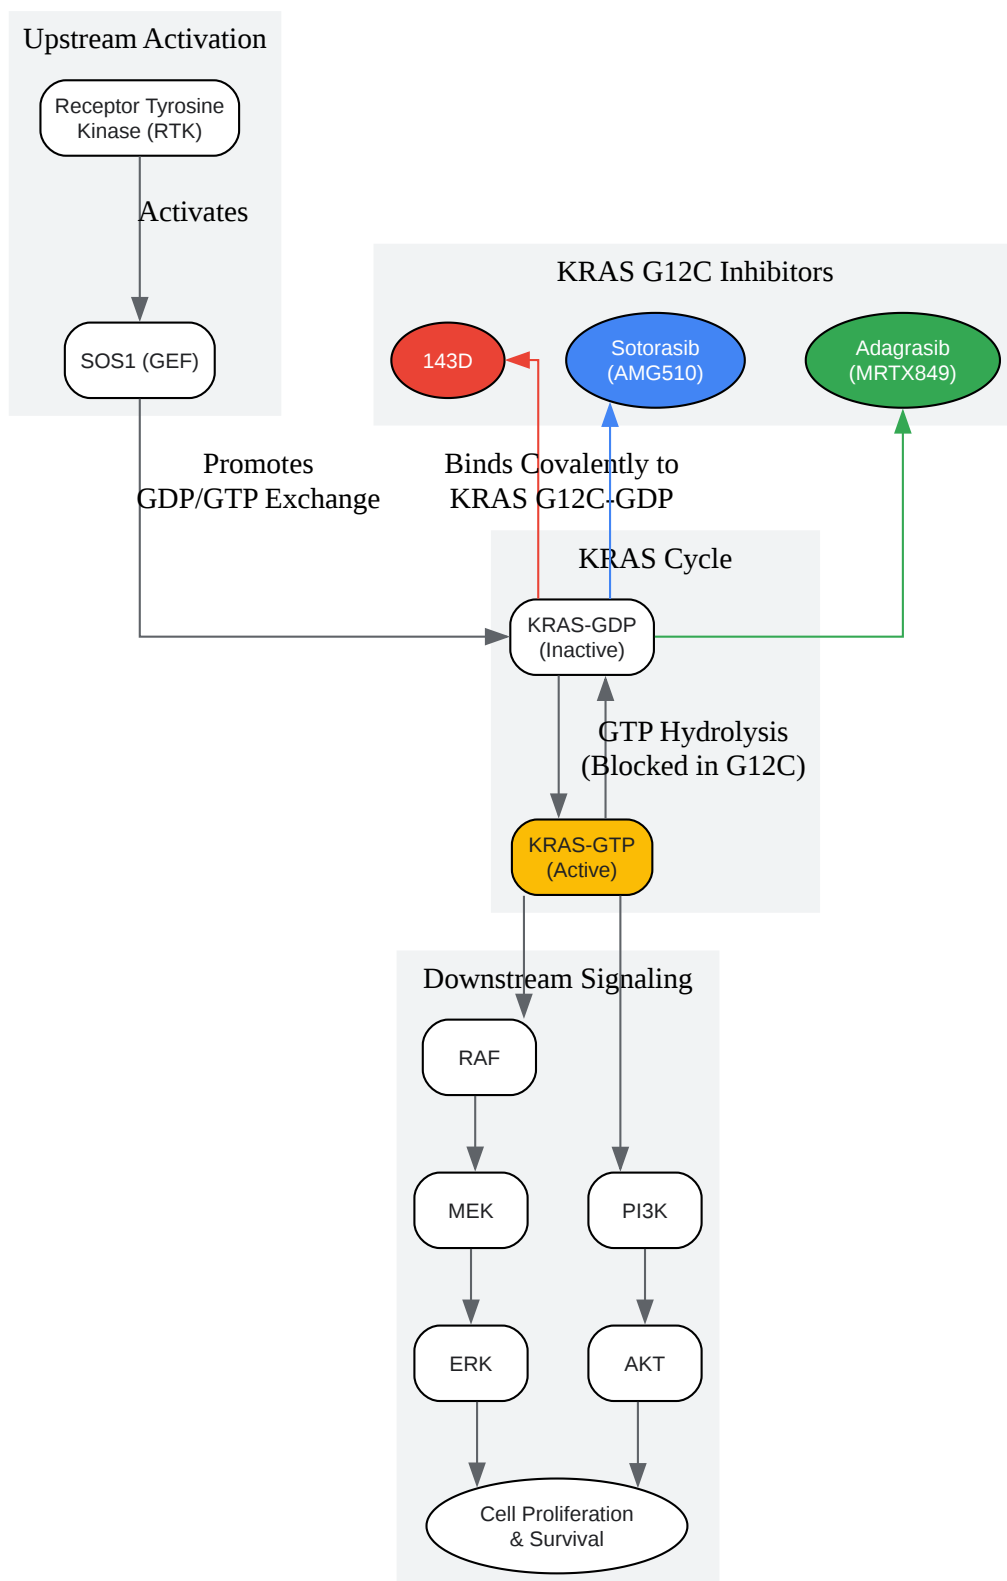 Upstream Activation
Receptor Tyrosine
Kinase (RTK)
Activates
SOS1 (GEF)
KRAS G12C Inhibitors
143D
Sotorasib
(AMG510)
Adagrasib
(MRTX849)
Promotes
GDP/GTP Exchange
Binds Covalently to
KRAS G12C-GDP
KRAS Cycle
KRAS-GDP
(Inactive)
GTP Hydrolysis
(Blocked in G12C)
KRAS-GTP
(Active)
Downstream Signaling
RAF
MEK
PI3K
ERK
AKT
Cell Proliferation
& Survival